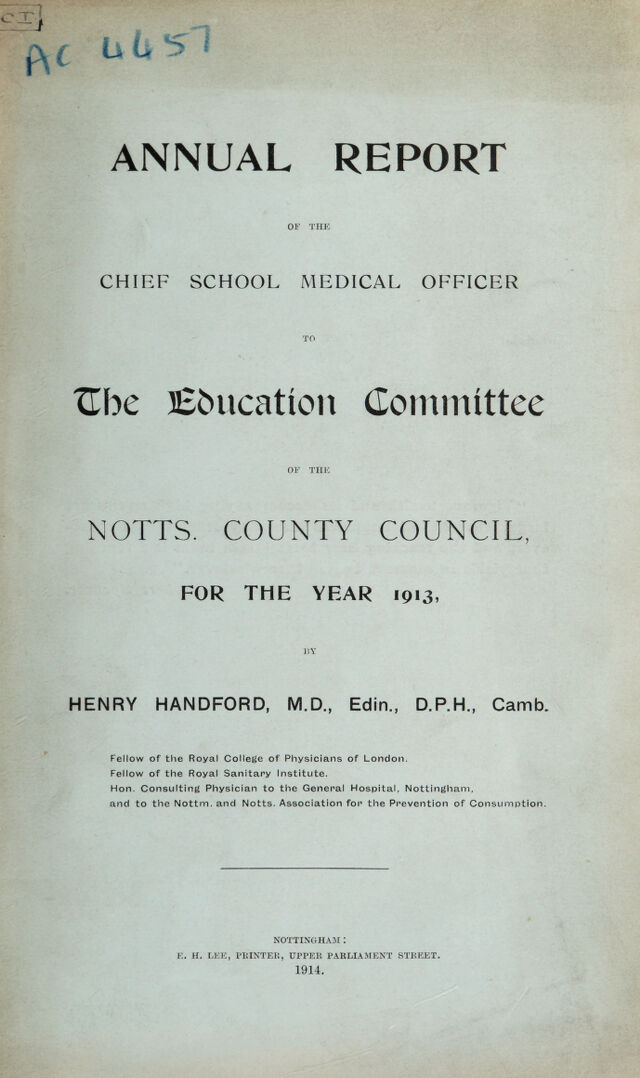 CI
AC 4457
ANNUAL REPORT
OF THE
CHIEF SCHOOL MEDICAL OFFICER
TO
The Education Committee
OF THE
NOTTS. COUNTY COUNCIL,
FOR THE YEAR 1913,
BY
HENRY HANDFORD, M.D., Edin., D.P.H., Camb.
Fellow of the Royal College of Physicians of London.
Fellow of the Royal Sanitary Institute.
Hon. Consulting Physician to the General Hospital, Nottingham,
and to the Nottm. and Notts. Association for the Prevention of Consumption.
NOTTINGHAM:
E. H. LEE, PRINTER, UPPER PARLIAMENT STREET.
1914.